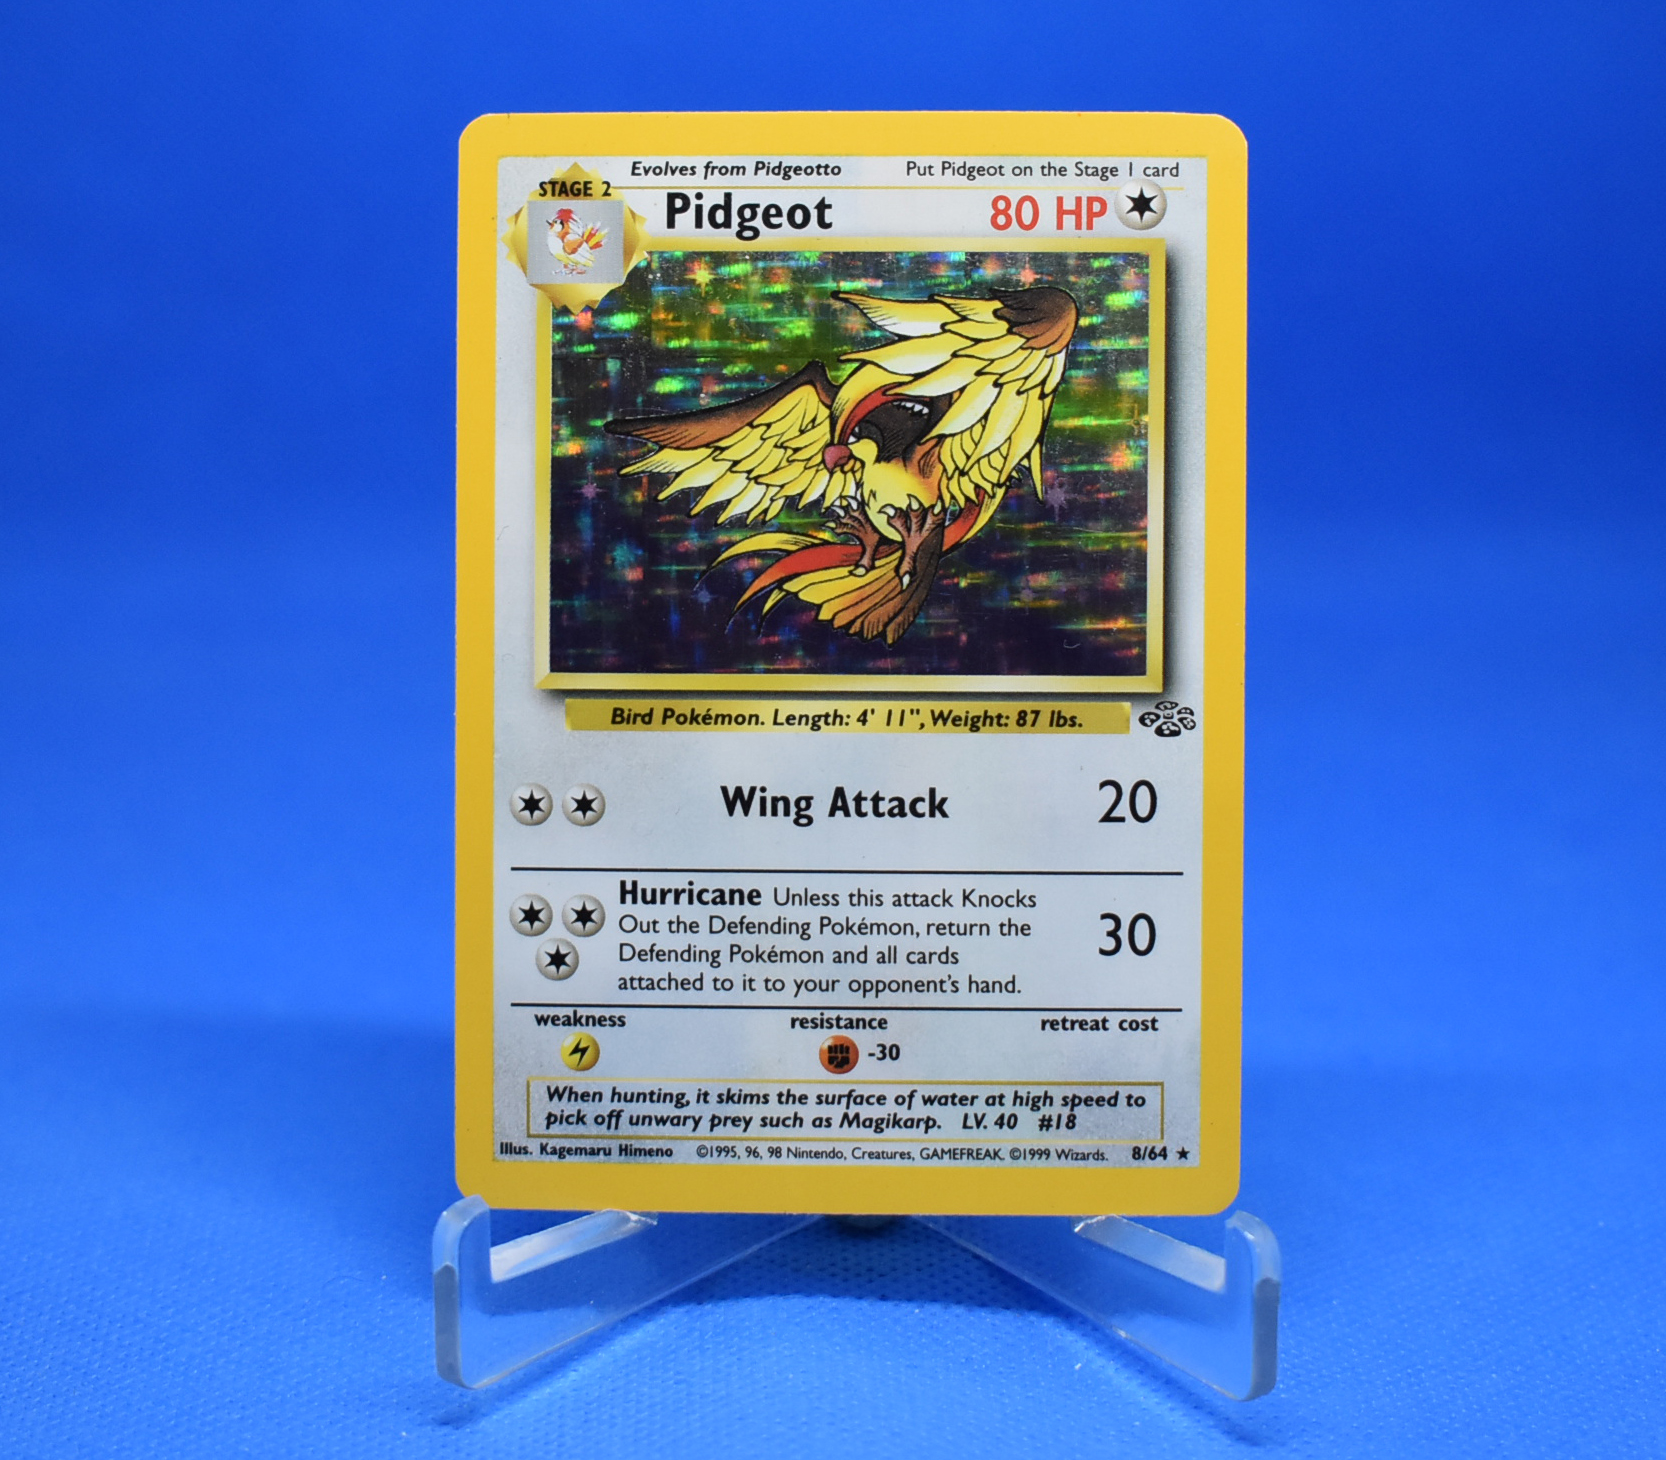 Evolves from Pidgeotto Put Pidgeot on the Stage 1 card
STAGE 2
Pidgeot 80 HP
Bird Pokémon. Length: 4' 11", Weight: 87 lbs.
Wing Attack 20
Hurricane Unless this attack Knocks
Out the Defending Pokémon, return the
Defending Pokémon and all cards
attached to it to your opponent's hand.
30
weakness resistance retreat cost
-30
When hunting, it skims the surface of water at high speed to
pick off unwary prey such as Magikarp. LV. 40 #18
Illus. Kagemaru Himeno ©1995, 96, 98 Nintendo, Creatures, GAMEFREAK. ©1999 Wizards. 8/64 ★